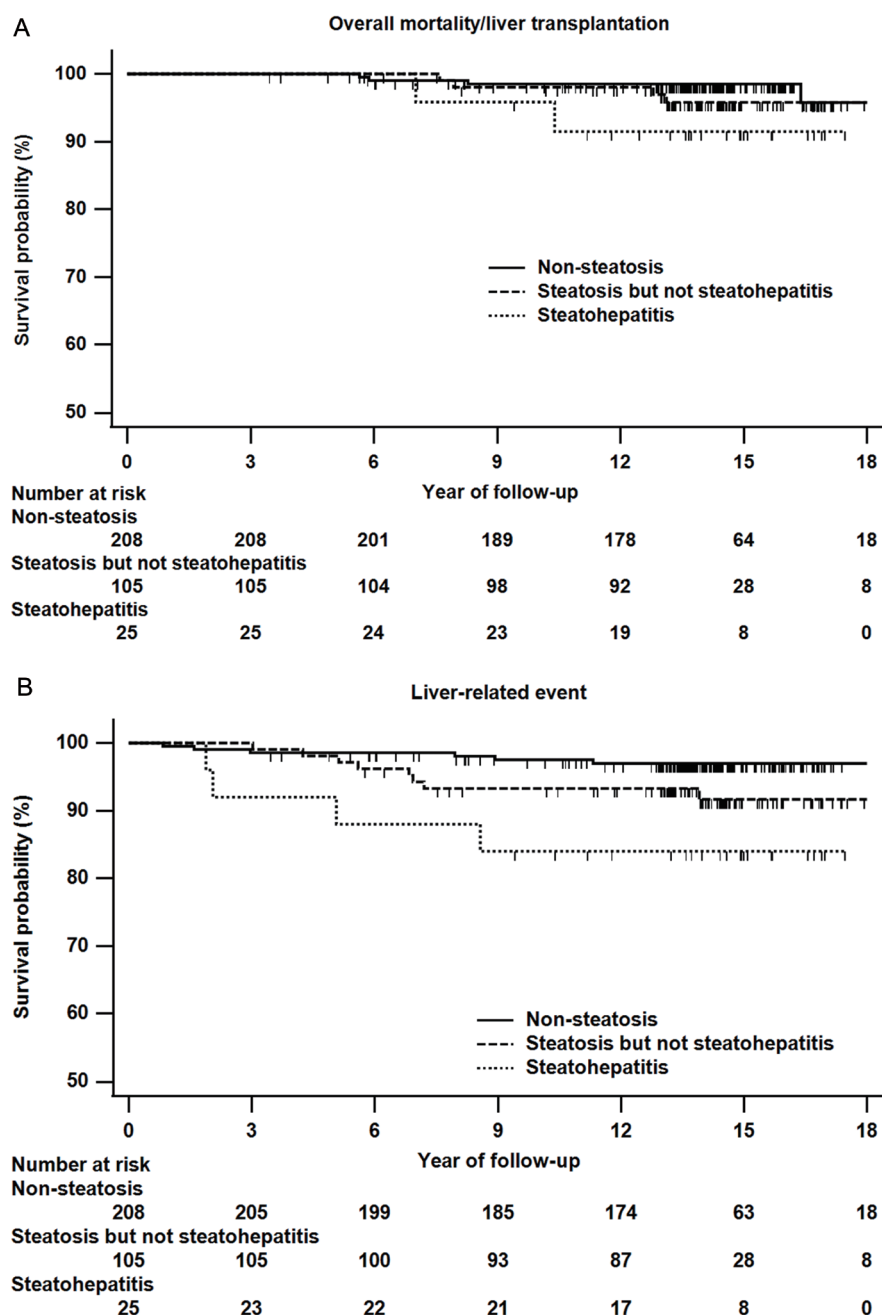 A
Overall mortality/liver transplantation
Survival probability (%)
100
90
80
70
60
50
Non-steatosis
Steatosis but not steatohepatitis
Steatohepatitis
0 3 6 9 12 15 18
Year of follow-up
Number at risk
Non-steatosis
208 208 201 189 178 64 18
Steatosis but not steatohepatitis
105 105 104 98 92 28 8
Steatohepatitis
25 25 24 23 19 8 0
B
Liver-related event
Survival probability (%)
100
90
80
70
60
50
Non-steatosis
Steatosis but not steatohepatitis
Steatohepatitis
0 3 6 9 12 15 18
Year of follow-up
Number at risk
Non-steatosis
208 205 199 185 174 63 18
Steatosis but not steatohepatitis
105 105 100 93 87 28 8
Steatohepatitis
25 23 22 21 17 8 0